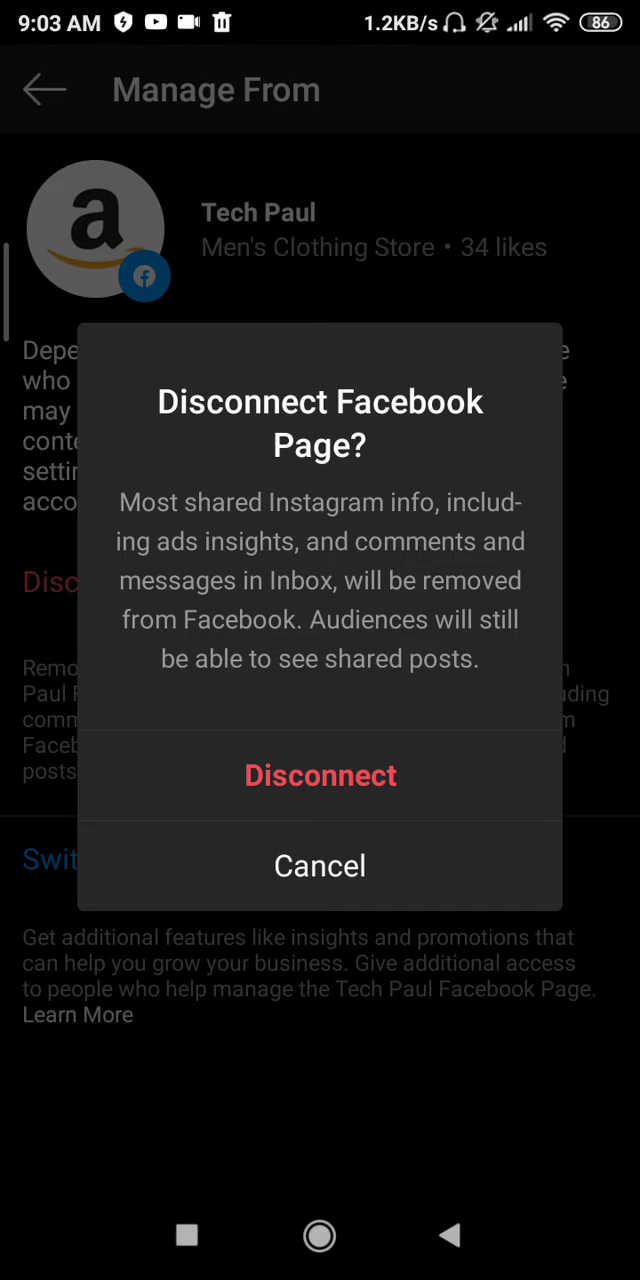 9:03 AM 1.2KB/s 86
Manage From
a
Tech Paul
Men's Clothing Store • 34 likes
Disconnect Facebook
Page?
Most shared Instagram info, includ-
ing ads insights, and comments and
messages in Inbox, will be removed
from Facebook. Audiences will still
be able to see shared posts.
Disconnect
Cancel
who
may
Paul
posts
Get additional features like insights and promotions that
can help you grow your business. Give additional access
to people who help manage the Tech Paul Facebook Page.
Learn More